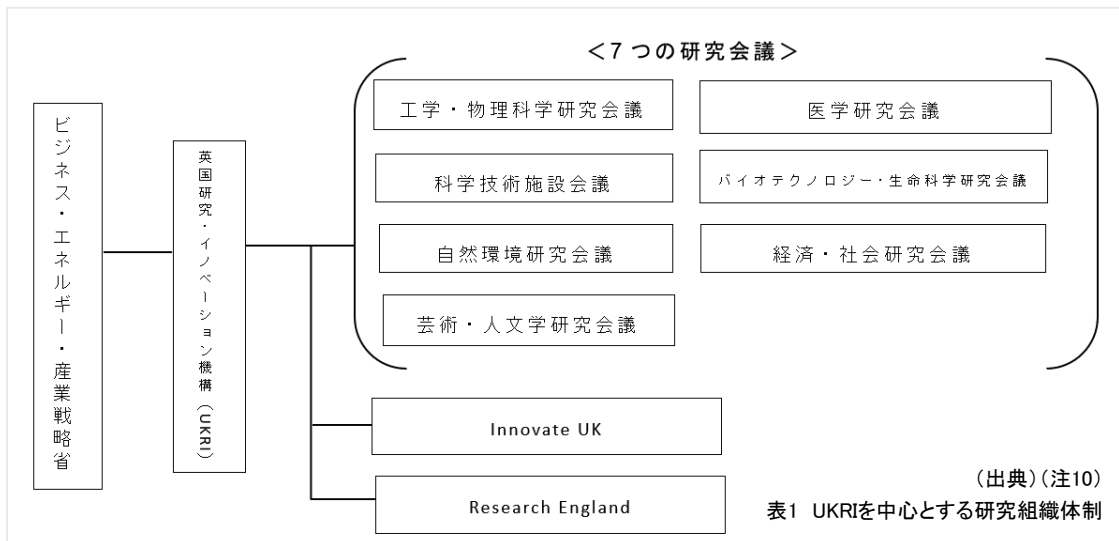 <7つの研究会議>
ビジネス・エネルギー・産業戦略省
英国研究・イノベーション機構(UKRI)
工学・物理科学研究会議
医学研究会議
科学技術施設会議
バイオテクノロジー・生命科学研究会議
自然環境研究会議
経済・社会研究会議
芸術・人文学研究会議
Innovate UK
Research England
(出典)(注10)
表1 UKRIを中心とする研究組織体制